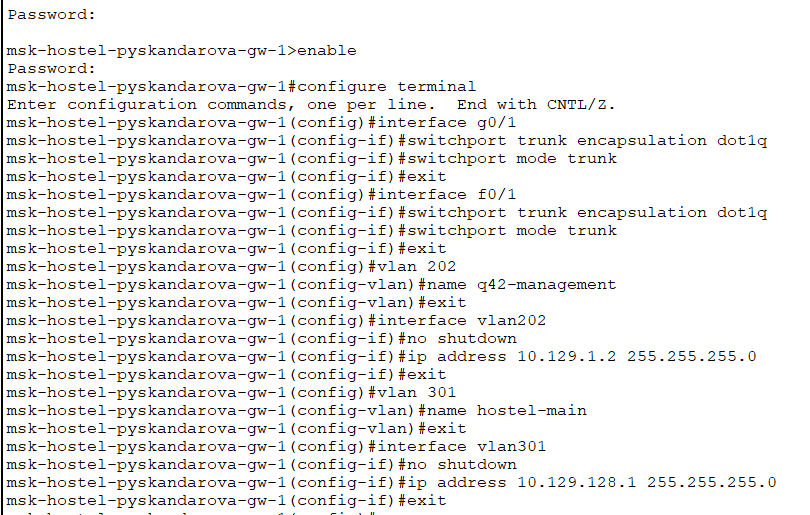 Password:
msk-hostel-pyskandarova-gw-1>enable
Password:
msk-hostel-pyskandarova-gw-1#configure terminal
Enter configuration commands, one per line.  End with CNTL/Z.
msk-hostel-pyskandarova-gw-1(config)#interface g0/1
msk-hostel-pyskandarova-gw-1(config-if)#switchport trunk encapsulation dot1q
msk-hostel-pyskandarova-gw-1(config-if)#switchport mode trunk
msk-hostel-pyskandarova-gw-1(config-if)#exit
msk-hostel-pyskandarova-gw-1(config)#interface f0/1
msk-hostel-pyskandarova-gw-1(config-if)#switchport trunk encapsulation dot1q
msk-hostel-pyskandarova-gw-1(config-if)#switchport mode trunk
msk-hostel-pyskandarova-gw-1(config-if)#exit
msk-hostel-pyskandarova-gw-1(config)#vlan 202
msk-hostel-pyskandarova-gw-1(config-vlan)#name q42-management
msk-hostel-pyskandarova-gw-1(config-vlan)#exit
msk-hostel-pyskandarova-gw-1(config)#interface vlan202
msk-hostel-pyskandarova-gw-1(config-if)#no shutdown
msk-hostel-pyskandarova-gw-1(config-if)#ip address 10.129.1.2 255.255.255.0
msk-hostel-pyskandarova-gw-1(config-if)#exit
msk-hostel-pyskandarova-gw-1(config)#vlan 301
msk-hostel-pyskandarova-gw-1(config-vlan)#name hostel-main
msk-hostel-pyskandarova-gw-1(config-vlan)#exit
msk-hostel-pyskandarova-gw-1(config)#interface vlan301
msk-hostel-pyskandarova-gw-1(config-if)#no shutdown
msk-hostel-pyskandarova-gw-1(config-if)#ip address 10.129.128.1 255.255.255.0
msk-hostel-pyskandarova-gw-1(config-if)#exit